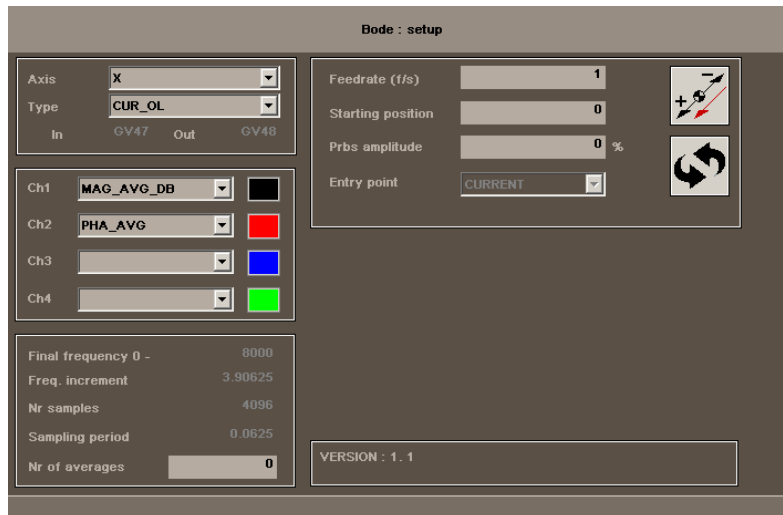 Bode : setup
Axis X
Type CUR_OL
In GV47 Out GV48
Ch1 MAG_AVG_DB
Ch2 PHA_AVG
Ch3
Ch4
Final frequency 0 - 8000
Freq. increment 3.90625
Nr samples 4096
Sampling period 0.0625
Nr of averages 0
Feedrate (f/s) 1
Starting position 0
Prbs amplitude 0 %
Entry point CURRENT
- +
VERSION : 1. 1